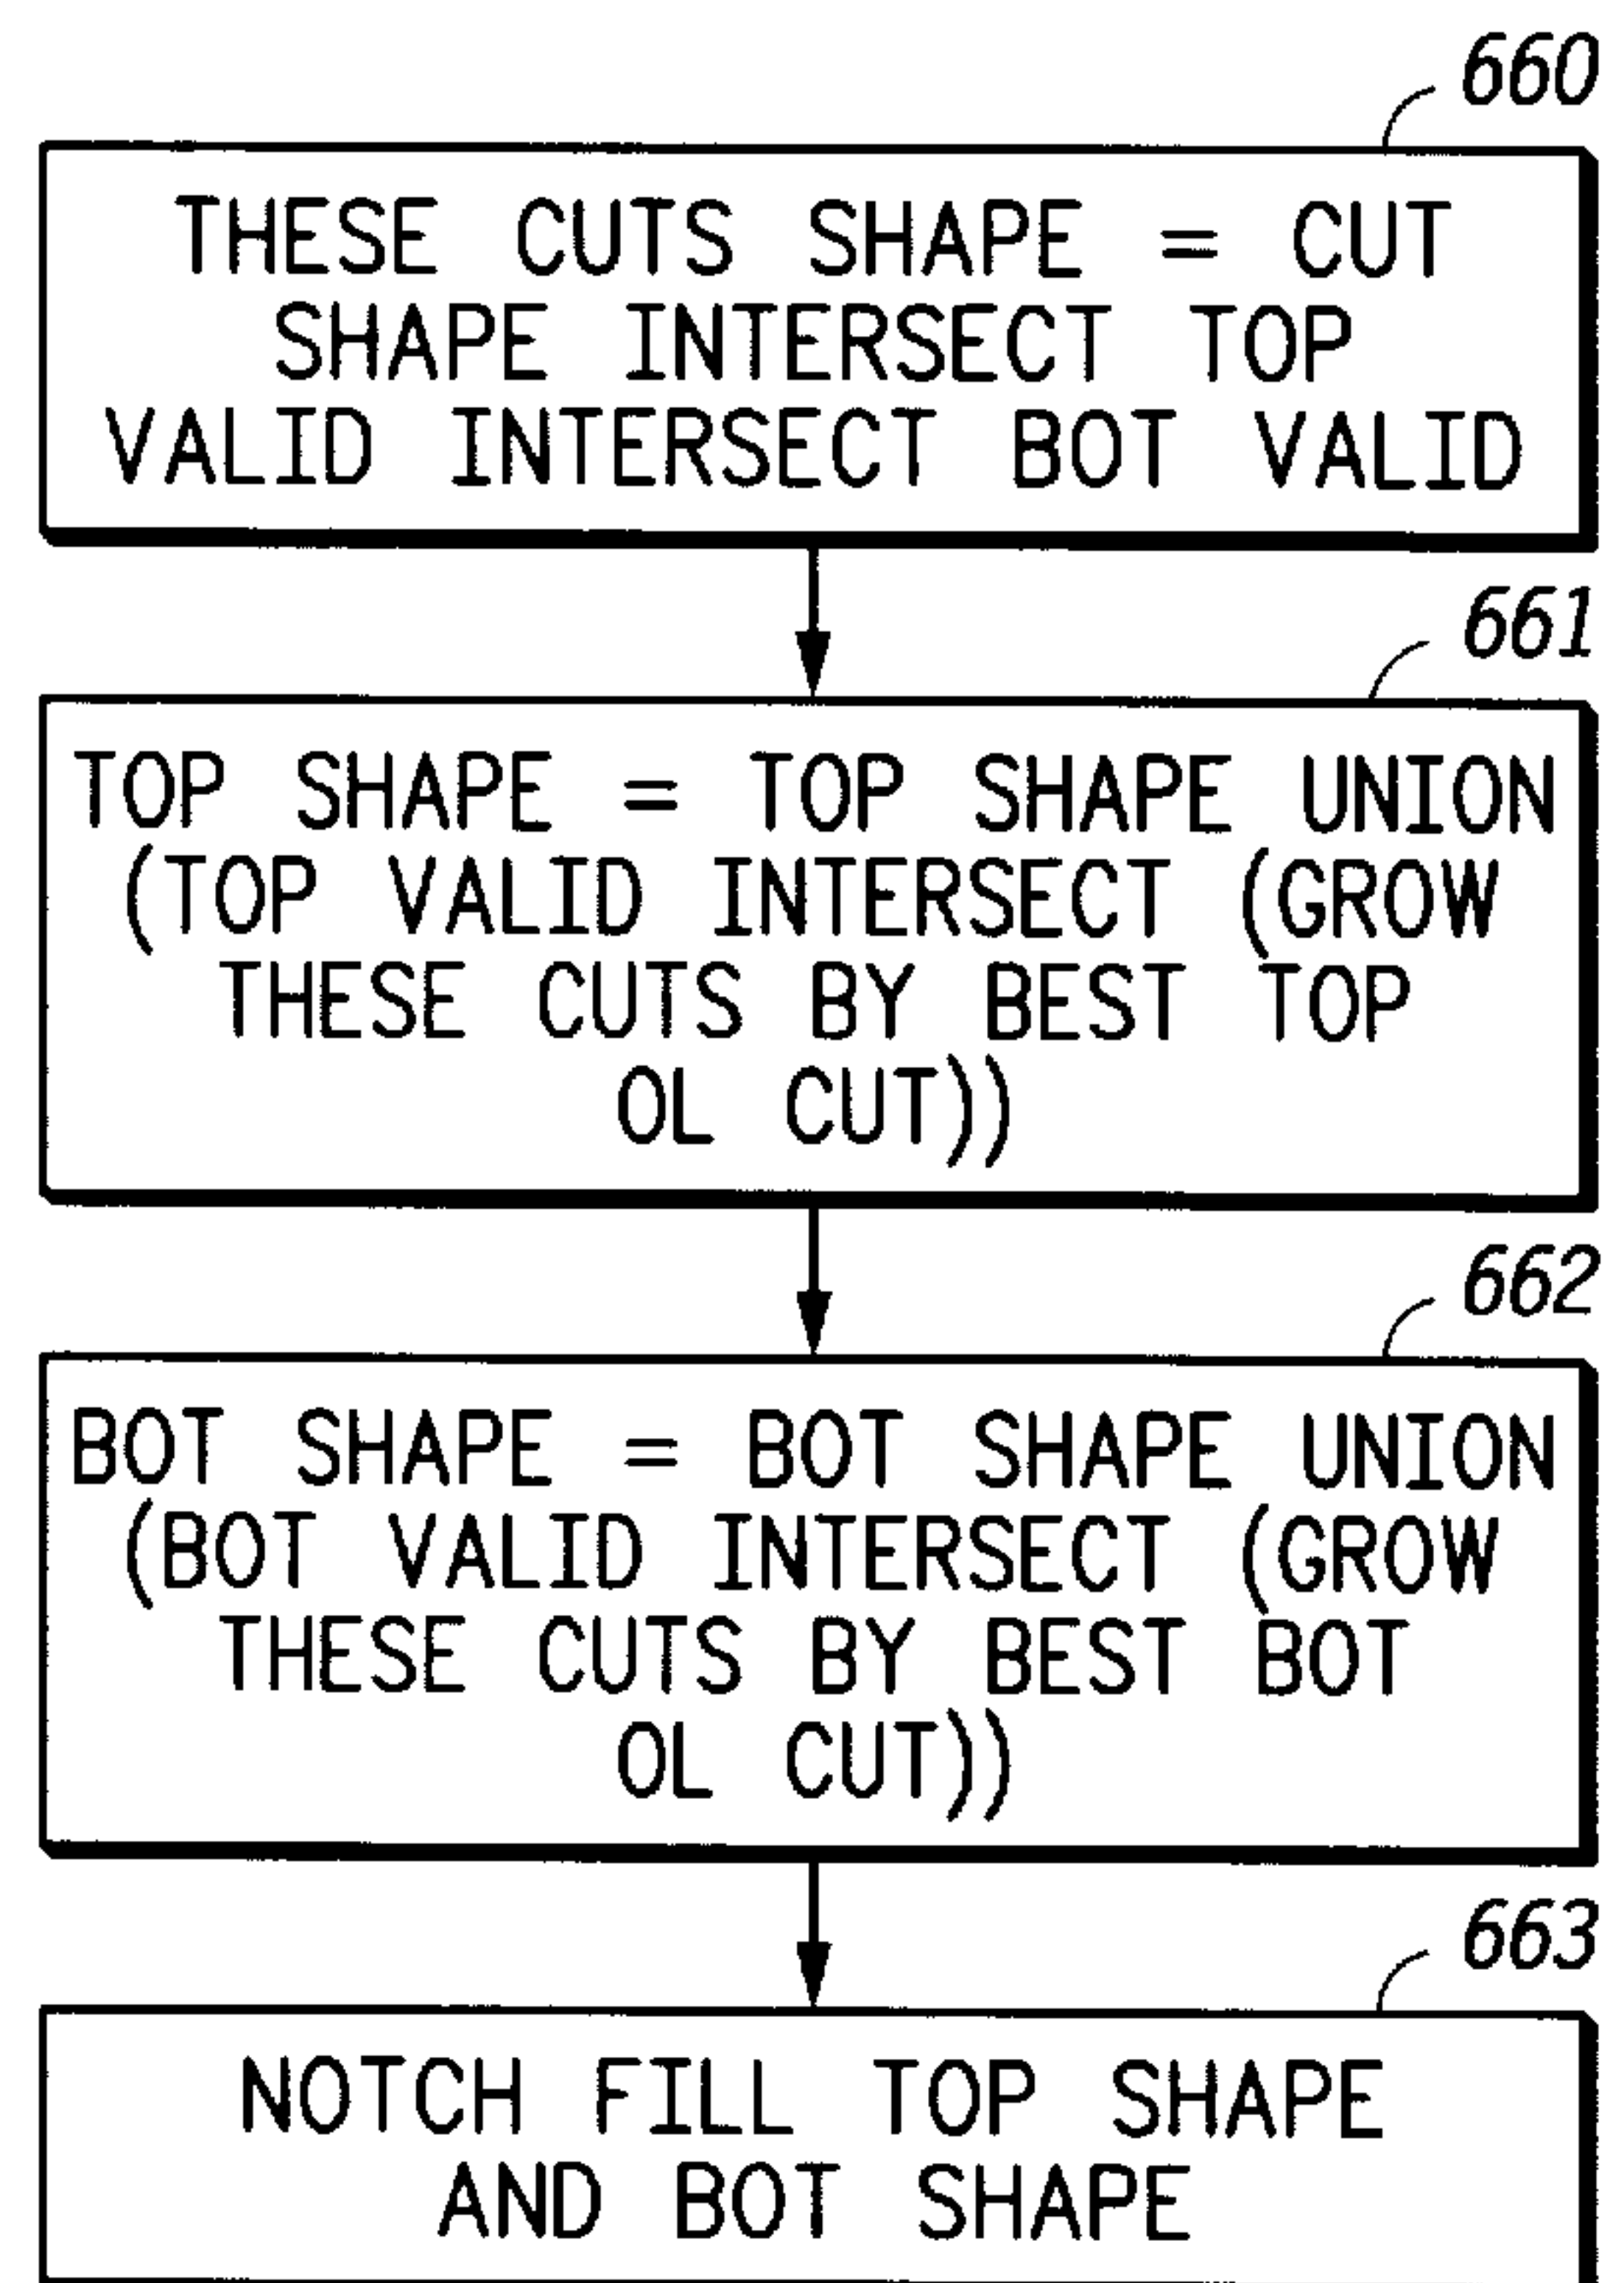 660
THESE CUTS SHAPE = CUT
SHAPE INTERSECT TOP
VALID INTERSECT BOT VALID
661
TOP SHAPE = TOP SHAPE UNION
(TOP VALID INTERSECT (GROW
THESE CUTS BY BEST TOP
OL CUT))
662
BOT SHAPE = BOT SHAPE UNION
(BOT VALID INTERSECT (GROW
THESE CUTS BY BEST BOT
OL CUT))
663
NOTCH FILL TOP SHAPE
AND BOT SHAPE